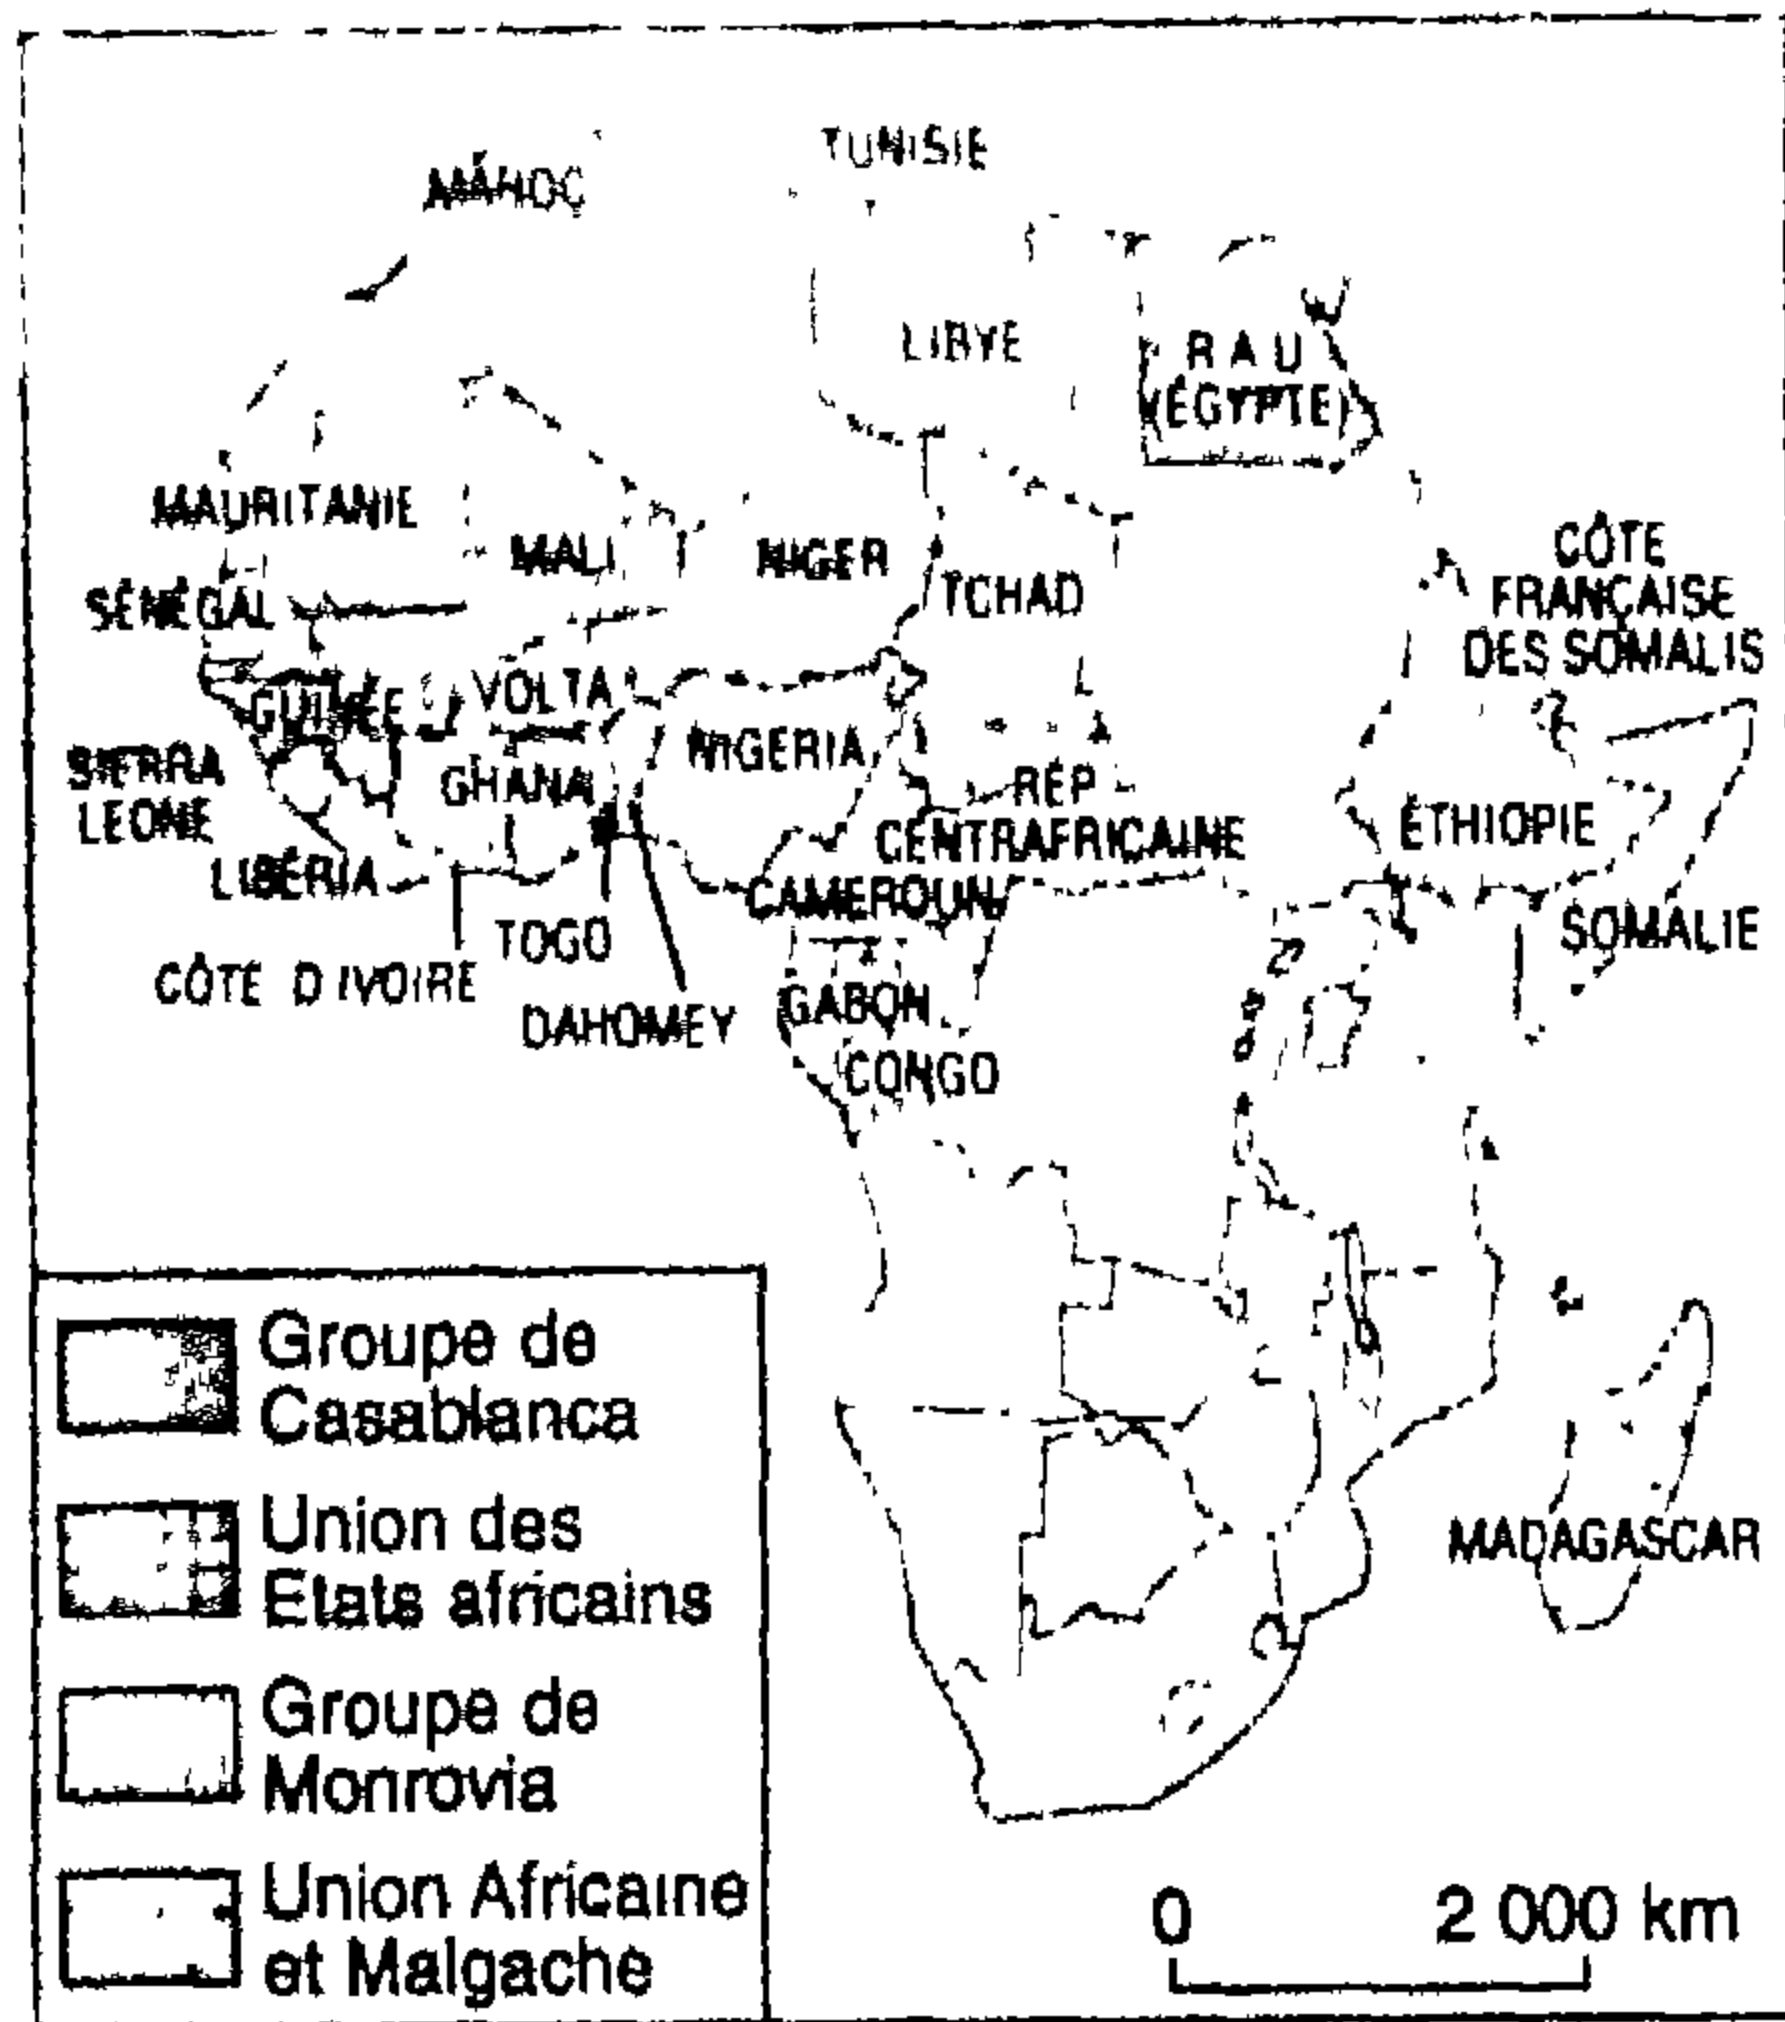 TUNISIE
MAROC
LIBYE
R A U
(ÉGYPTE)
MAURITANIE
MALI
NIGER
TCHAD
CÔTE
FRANÇAISE
DES SOMALIS
SÉNÉGAL
GUINÉE
VOLTA
NIGERIA
SIERRA
LEONE
GHANA
RÉP
CENTRAFRICAINE
ÉTHIOPIE
LIBÉRIA
CAMEROUN
SOMALIE
TOGO
CÔTE D IVOIRE
DAHOMEY
GABON
CONGO
MADAGASCAR
Groupe de
Casablanca
Union des
Etats africains
Groupe de
Monrovia
Union Africaine
et Malgache
0 2 000 km